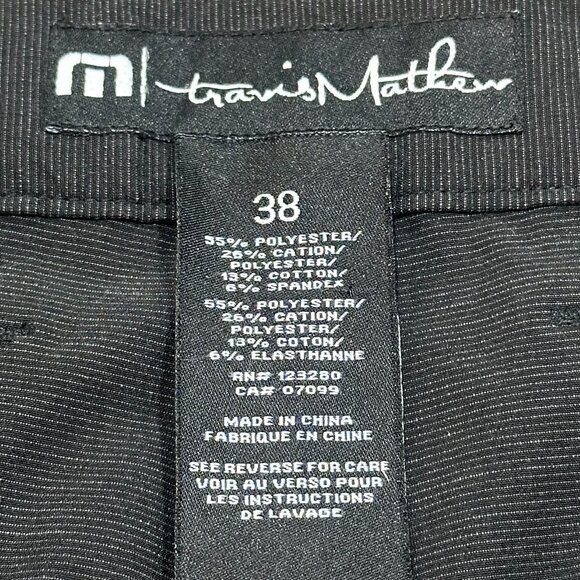 travisMathew
38
55% POLYESTER/
26% CATION/
POLYESTER/
13% COTTON/
6% SPANDEX
55% POLYESTER/
26% CATION/
POLYESTER/
13% COTON/
6% ELASTHANNE
RN# 123280
CA# 07099
MADE IN CHINA
FABRIQUE EN CHINE
SEE REVERSE FOR CARE
VOIR AU VERSO POUR
LES INSTRUCTIONS
DE LAVAGE